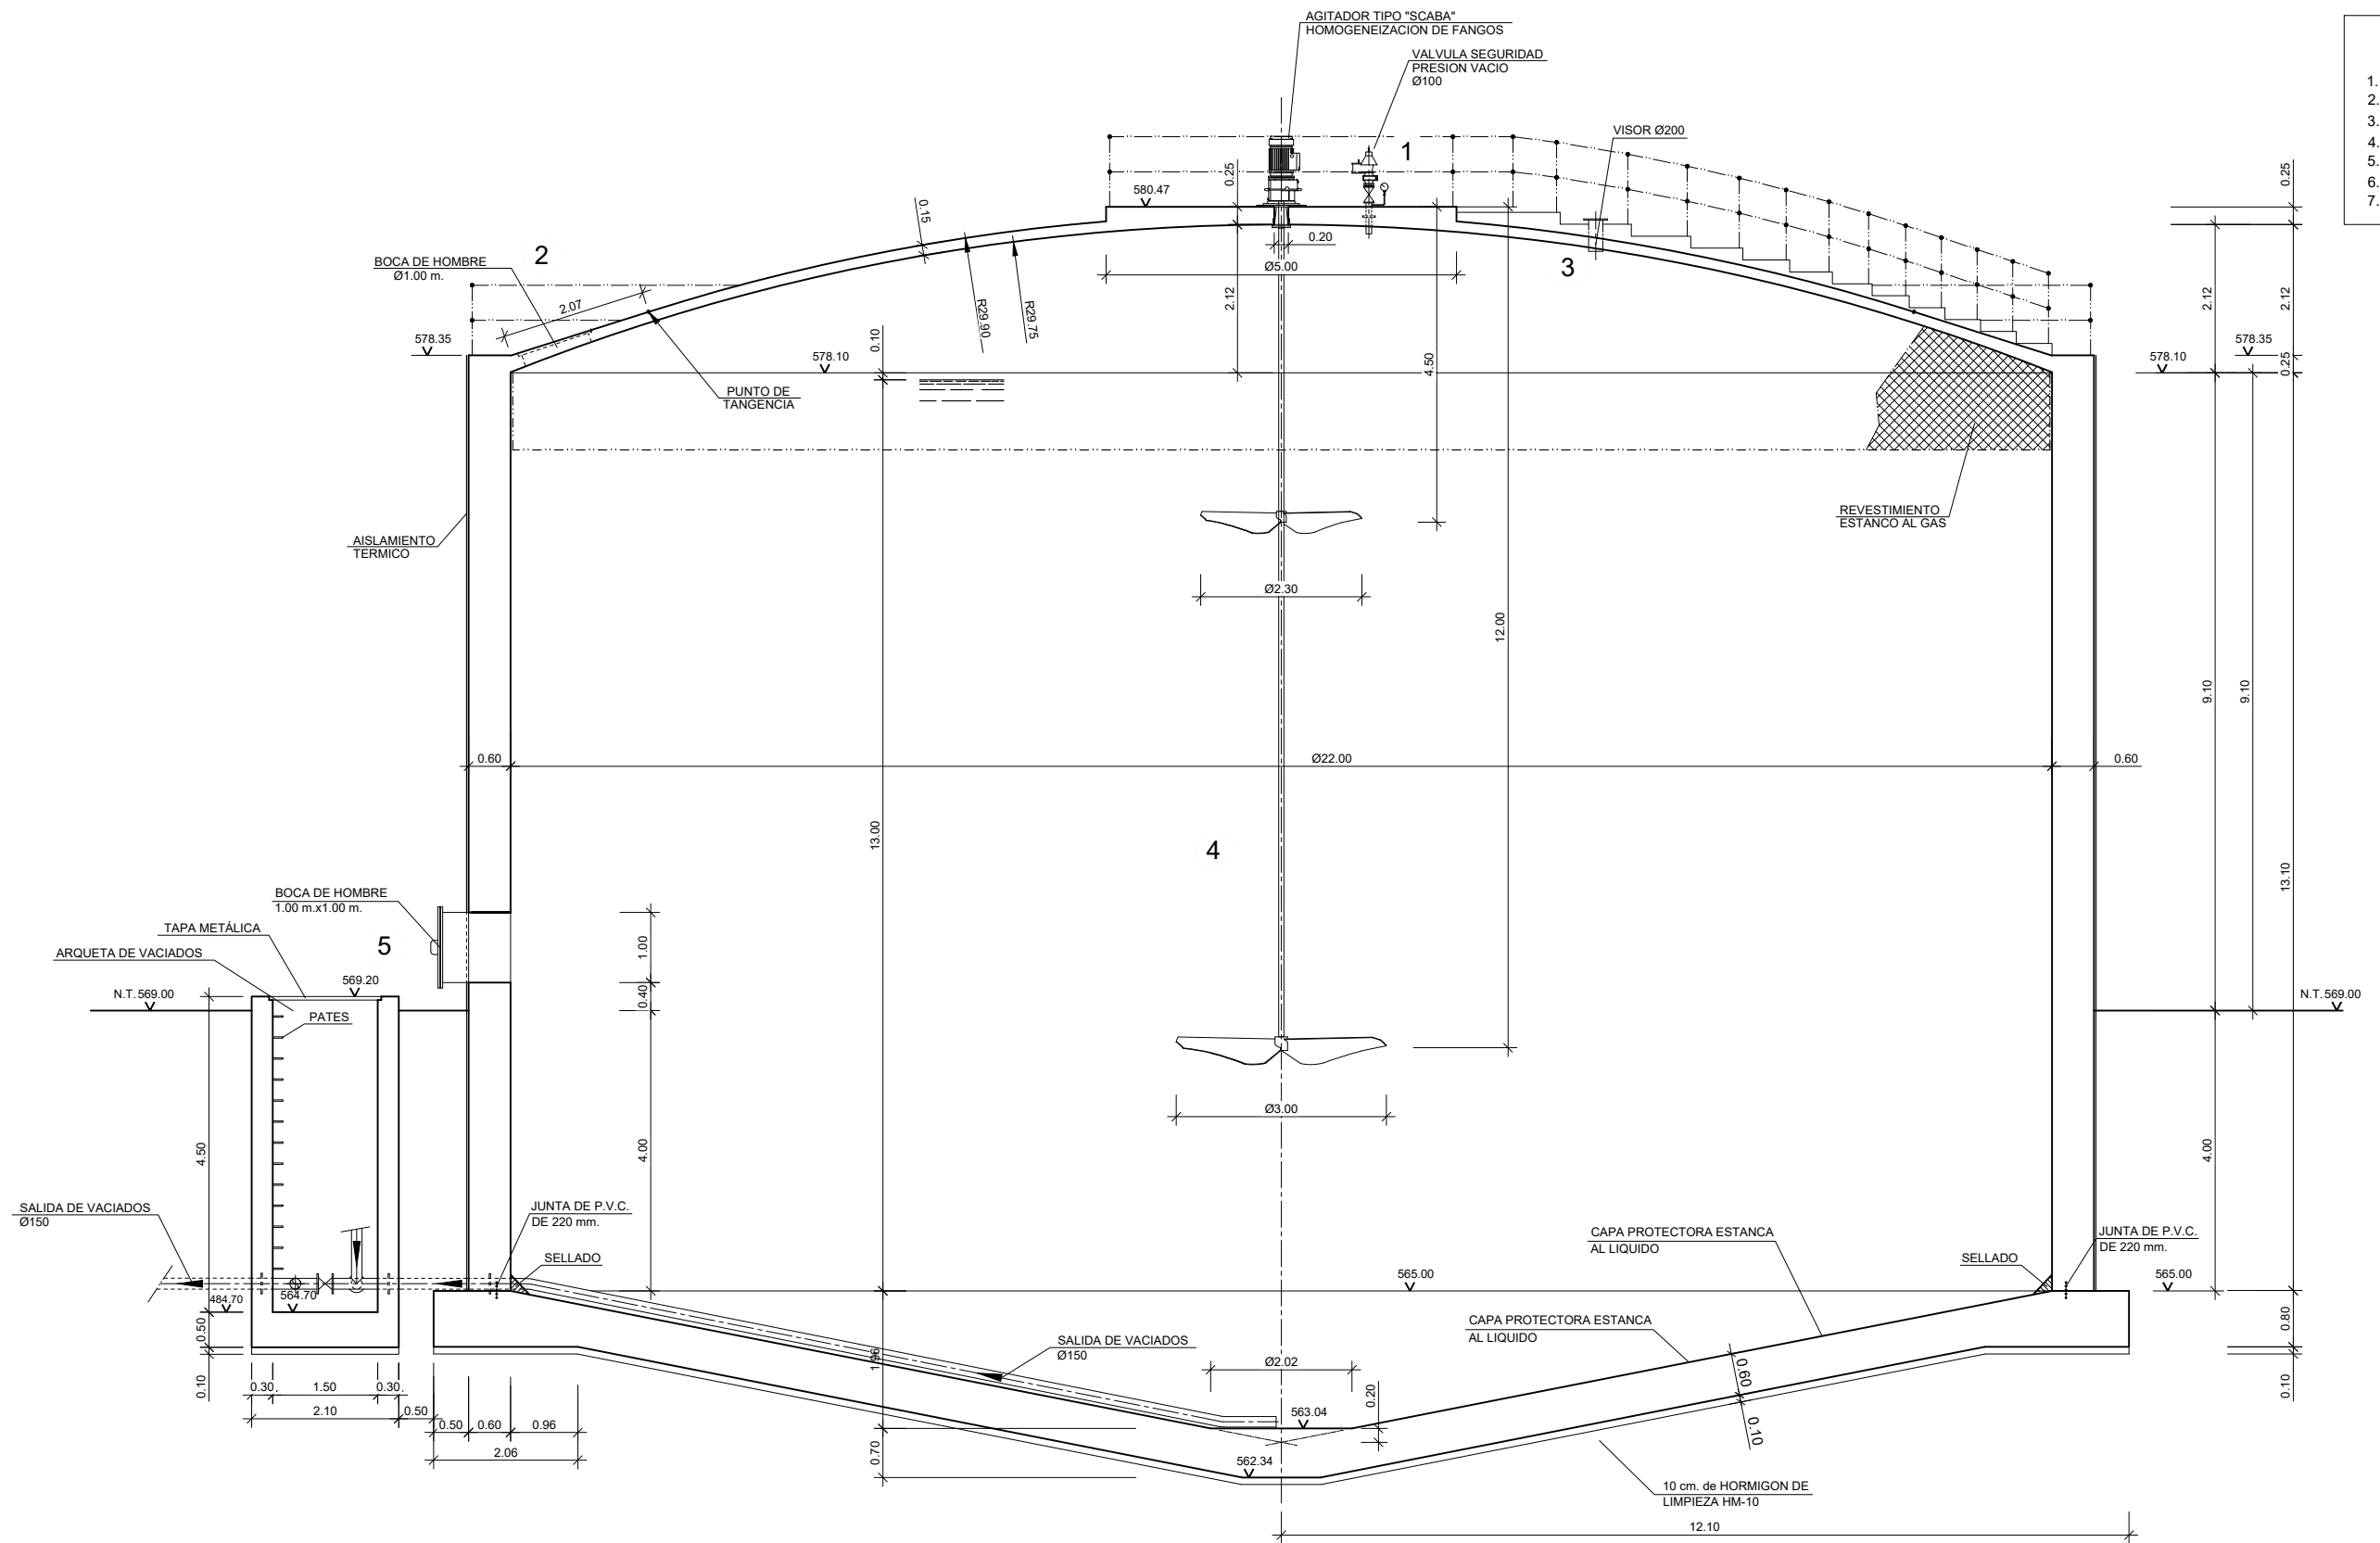 AGITADOR TIPO "SCABA"
HOMOGENEIZACION DE FANGOS
VALVULA SEGURIDAD
PRESION VACIO
Ø100
VISOR Ø200
1.
2.
3.
4.
5.
6.
7.
1
580.47
0.25
0.25
0.15
0.20
Ø5.00
2.12
R29.90
R29.75
2
BOCA DE HOMBRE
Ø1.00 m.
2.07
3
578.35
578.10
0.10
4.50
2.12
2.12
578.35
578.10
0.25
PUNTO DE
TANGENCIA
AISLAMIENTO
TERMICO
REVESTIMIENTO
ESTANCO AL GAS
Ø2.30
12.00
9.10
9.10
0.60
Ø22.00
0.60
13.00
4
13.10
BOCA DE HOMBRE
1.00 m.x1.00 m.
TAPA METÁLICA
5
ARQUETA DE VACIADOS
1.00
0.40
569.20
N.T. 569.00
N.T. 569.00
PATES
Ø3.00
4.50
4.00
4.00
SALIDA DE VACIADOS
Ø150
JUNTA DE P.V.C.
DE 220 mm.
SELLADO
CAPA PROTECTORA ESTANCA
AL LIQUIDO
JUNTA DE P.V.C.
DE 220 mm.
SELLADO
565.00
565.00
484.70
564.70
0.50
0.10
CAPA PROTECTORA ESTANCA
AL LIQUIDO
0.80
0.10
SALIDA DE VACIADOS
Ø150
1.96
Ø2.02
0.20
0.60
0.10
0.30
1.50
0.30
2.10
0.50
0.50
0.60
0.96
2.06
563.04
0.70
562.34
10 cm. de HORMIGON DE
LIMPIEZA HM-10
12.10